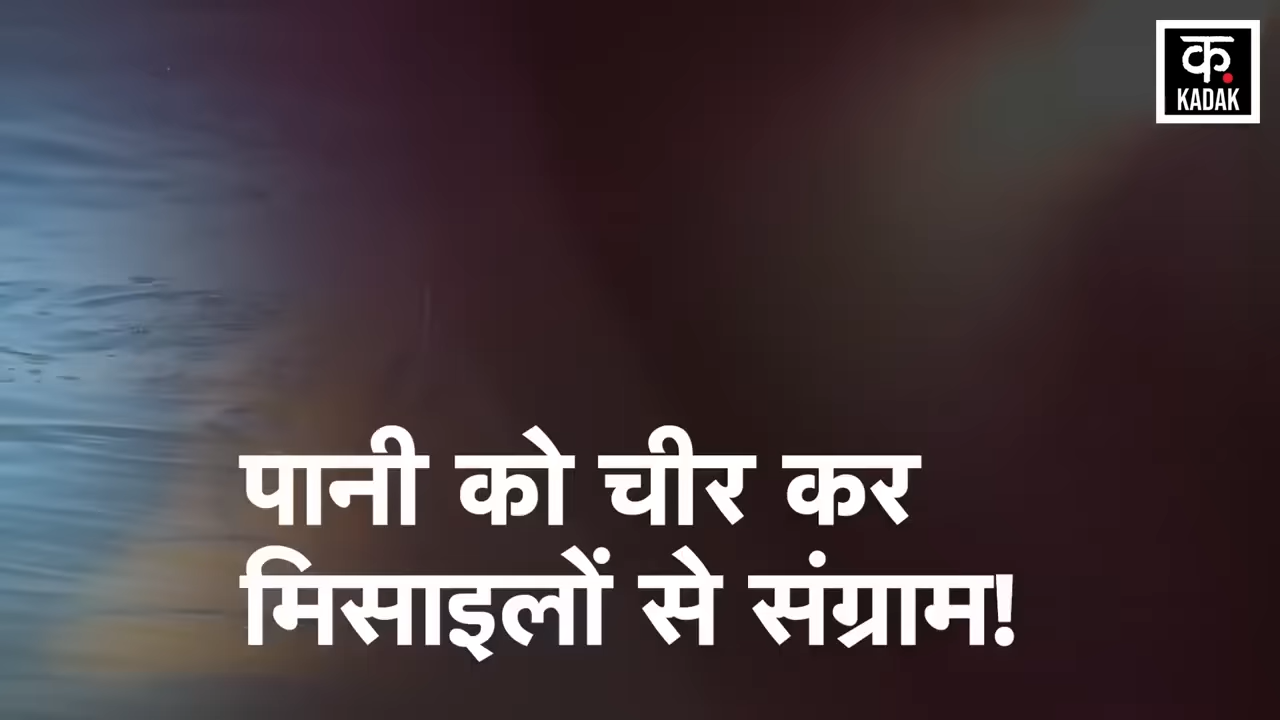 क.
KADAK
पानी को चीर कर
मिसाइलों से संग्राम!